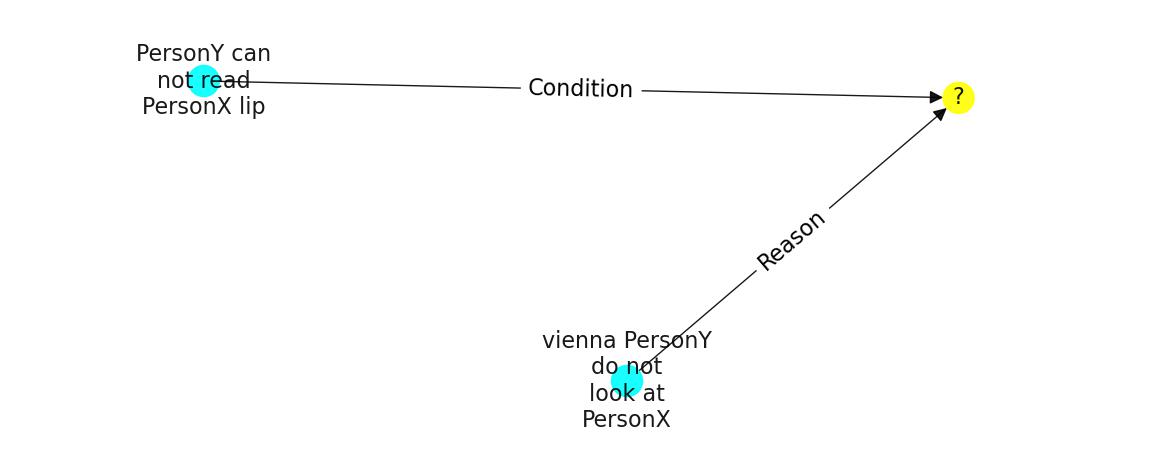 PersonY can
not read
PersonX lip
Condition
?
Reason
vienna PersonY
do not
look at
PersonX